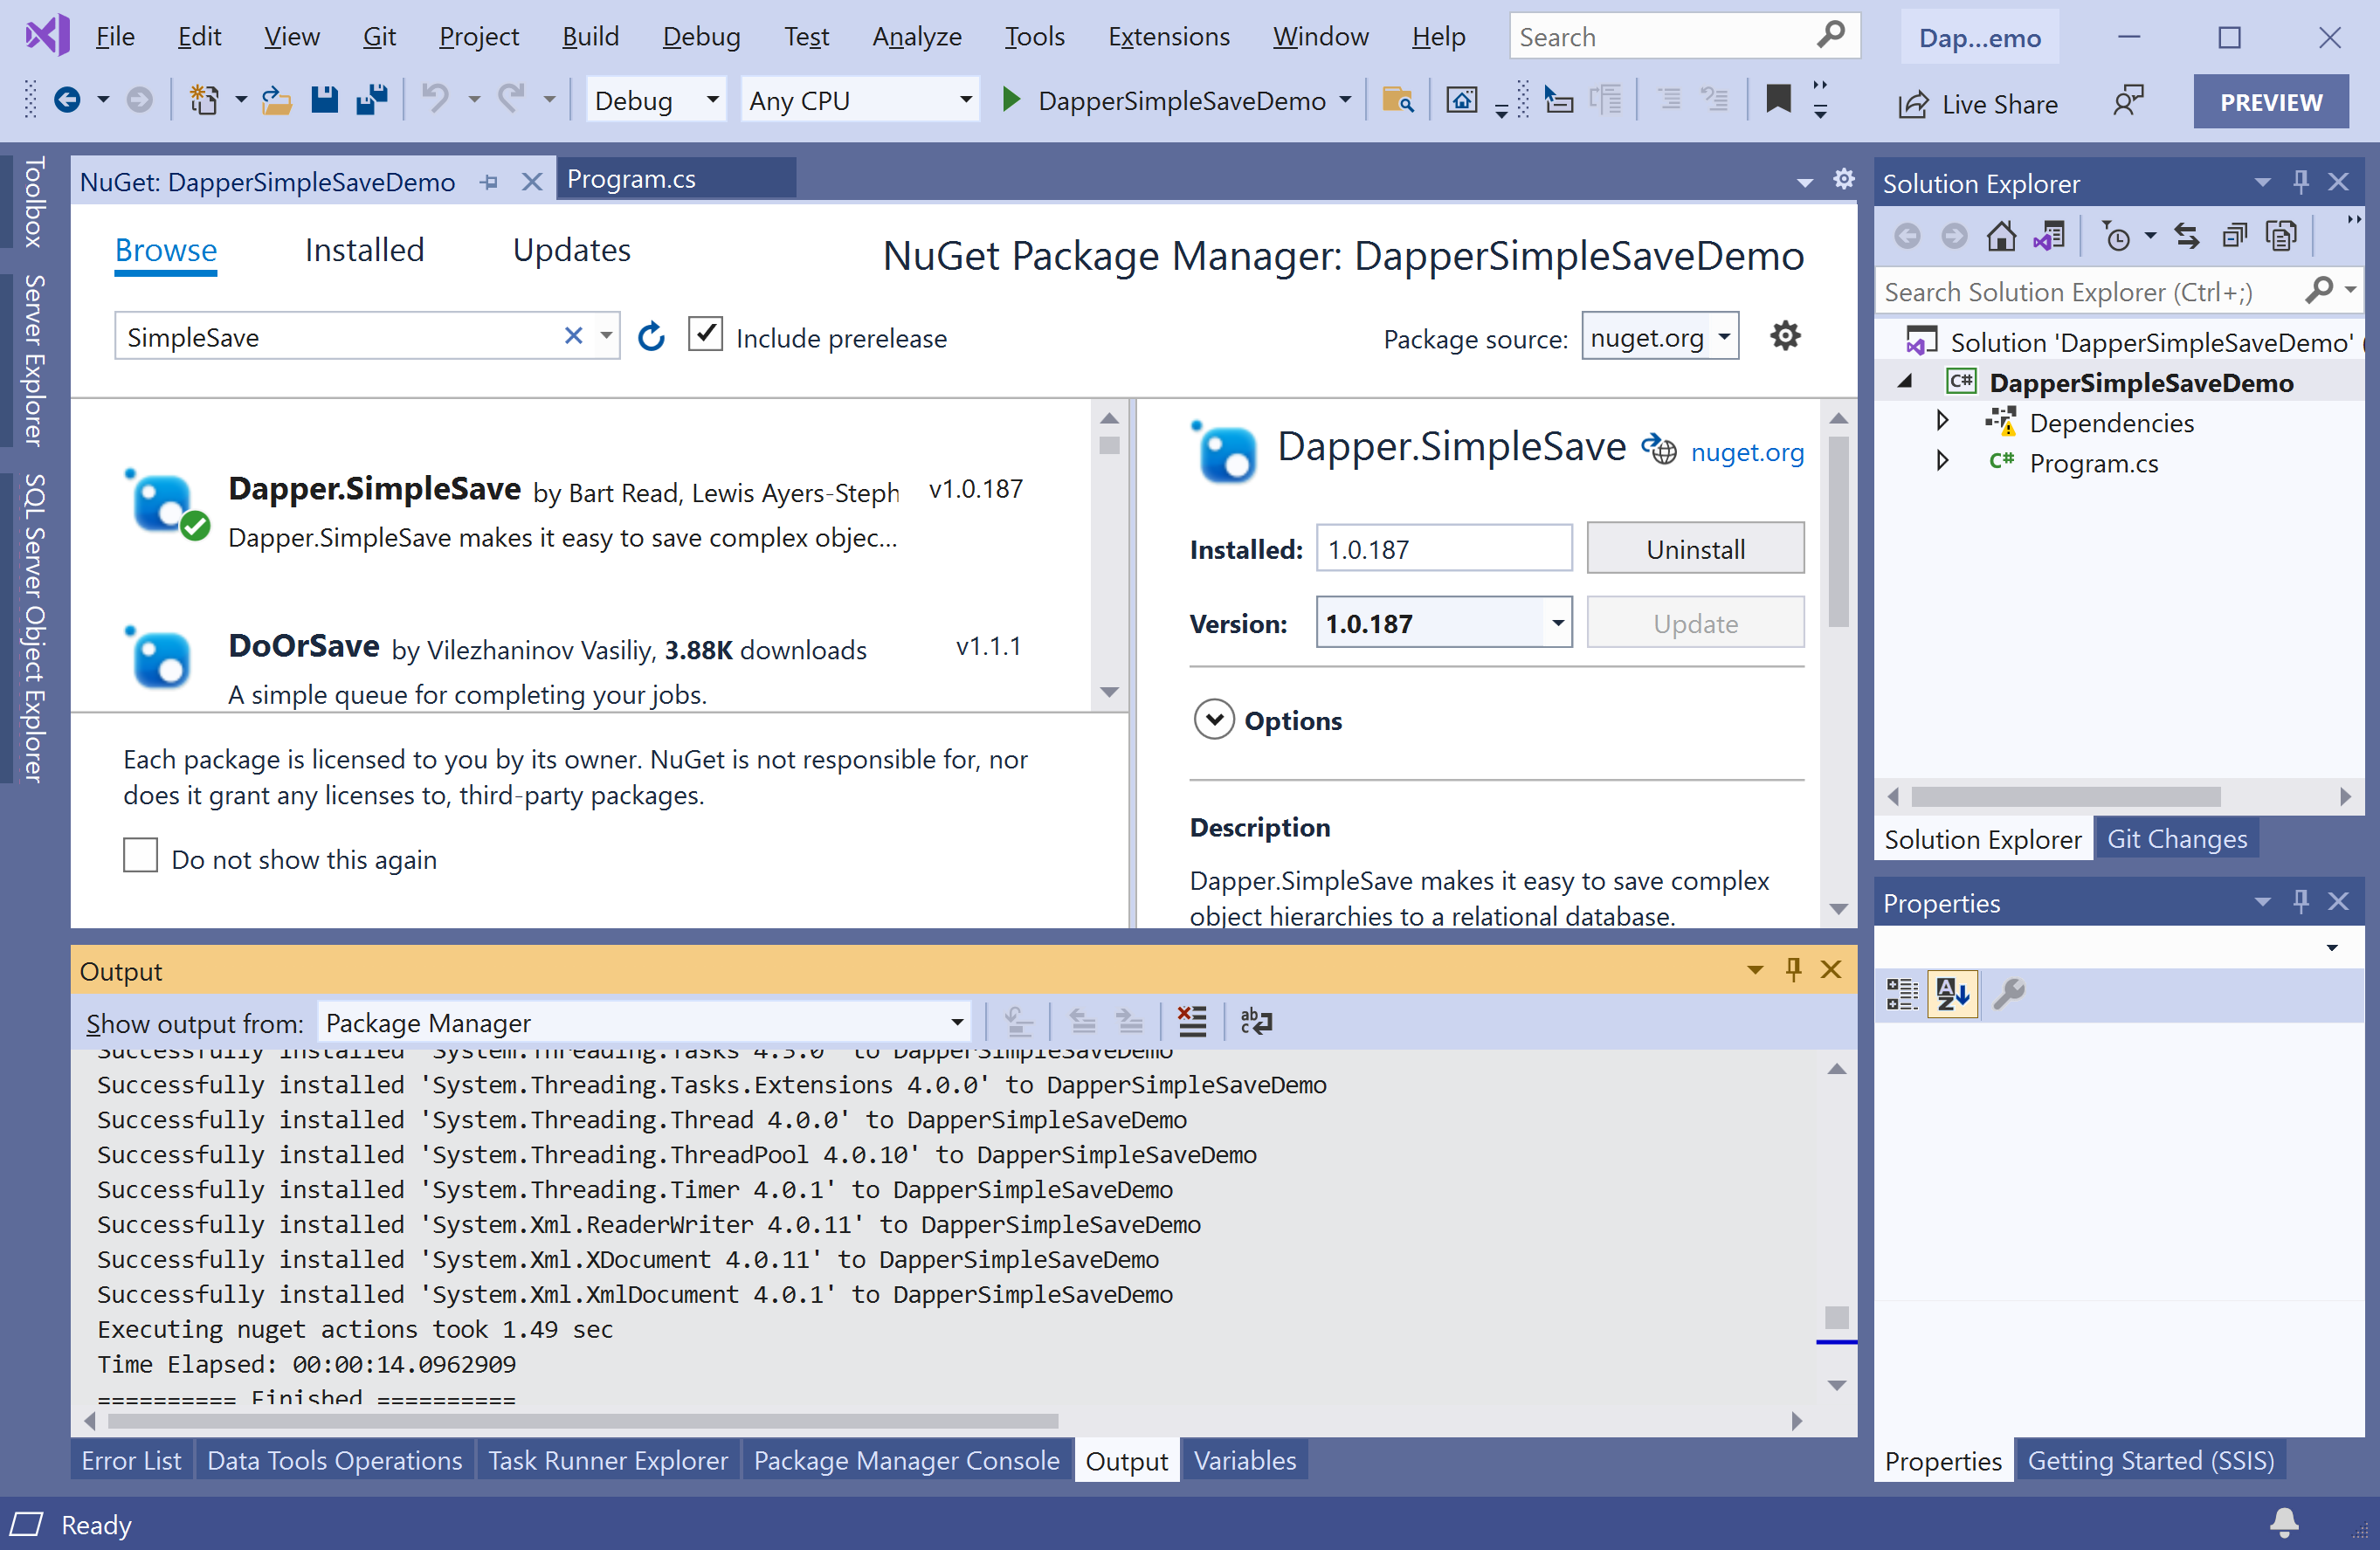 File Edit View Git Project Build Debug Test Analyze Tools Extensions Window Help Search Dap...emo
Debug Any CPU DapperSimpleSaveDemo Live Share PREVIEW
Toolbox
Server Explorer
SQL Server Object Explorer
NuGet: DapperSimpleSaveDemo Program.cs
Browse Installed Updates NuGet Package Manager: DapperSimpleSaveDemo
SimpleSave Include prerelease Package source: nuget.org
Dapper.SimpleSave by Bart Read, Lewis Ayers-Steph v1.0.187
Dapper.SimpleSave makes it easy to save complex objec...
DoOrSave by Vilezhaninov Vasiliy, 3.88K downloads v1.1.1
A simple queue for completing your jobs.
Each package is licensed to you by its owner. NuGet is not responsible for, nor
does it grant any licenses to, third-party packages.
Do not show this again
Dapper.SimpleSave nuget.org
Installed: 1.0.187 Uninstall
Version: 1.0.187 Update
Options
Description
Dapper.SimpleSave makes it easy to save complex
object hierarchies to a relational database.
Output
Show output from: Package Manager
Successfully installed 'System.Threading.Tasks 4.3.0' to DapperSimpleSaveDemo
Successfully installed 'System.Threading.Tasks.Extensions 4.0.0' to DapperSimpleSaveDemo
Successfully installed 'System.Threading.Thread 4.0.0' to DapperSimpleSaveDemo
Successfully installed 'System.Threading.ThreadPool 4.0.10' to DapperSimpleSaveDemo
Successfully installed 'System.Threading.Timer 4.0.1' to DapperSimpleSaveDemo
Successfully installed 'System.Xml.ReaderWriter 4.0.11' to DapperSimpleSaveDemo
Successfully installed 'System.Xml.XDocument 4.0.11' to DapperSimpleSaveDemo
Successfully installed 'System.Xml.XmlDocument 4.0.1' to DapperSimpleSaveDemo
Executing nuget actions took 1.49 sec
Time Elapsed: 00:00:14.0962909
========== Finished ==========
Error List Data Tools Operations Task Runner Explorer Package Manager Console Output Variables
Solution Explorer
Search Solution Explorer (Ctrl+;)
Solution 'DapperSimpleSaveDemo' (
C# DapperSimpleSaveDemo
Dependencies
C# Program.cs
Solution Explorer Git Changes
Properties
Properties Getting Started (SSIS)
Ready